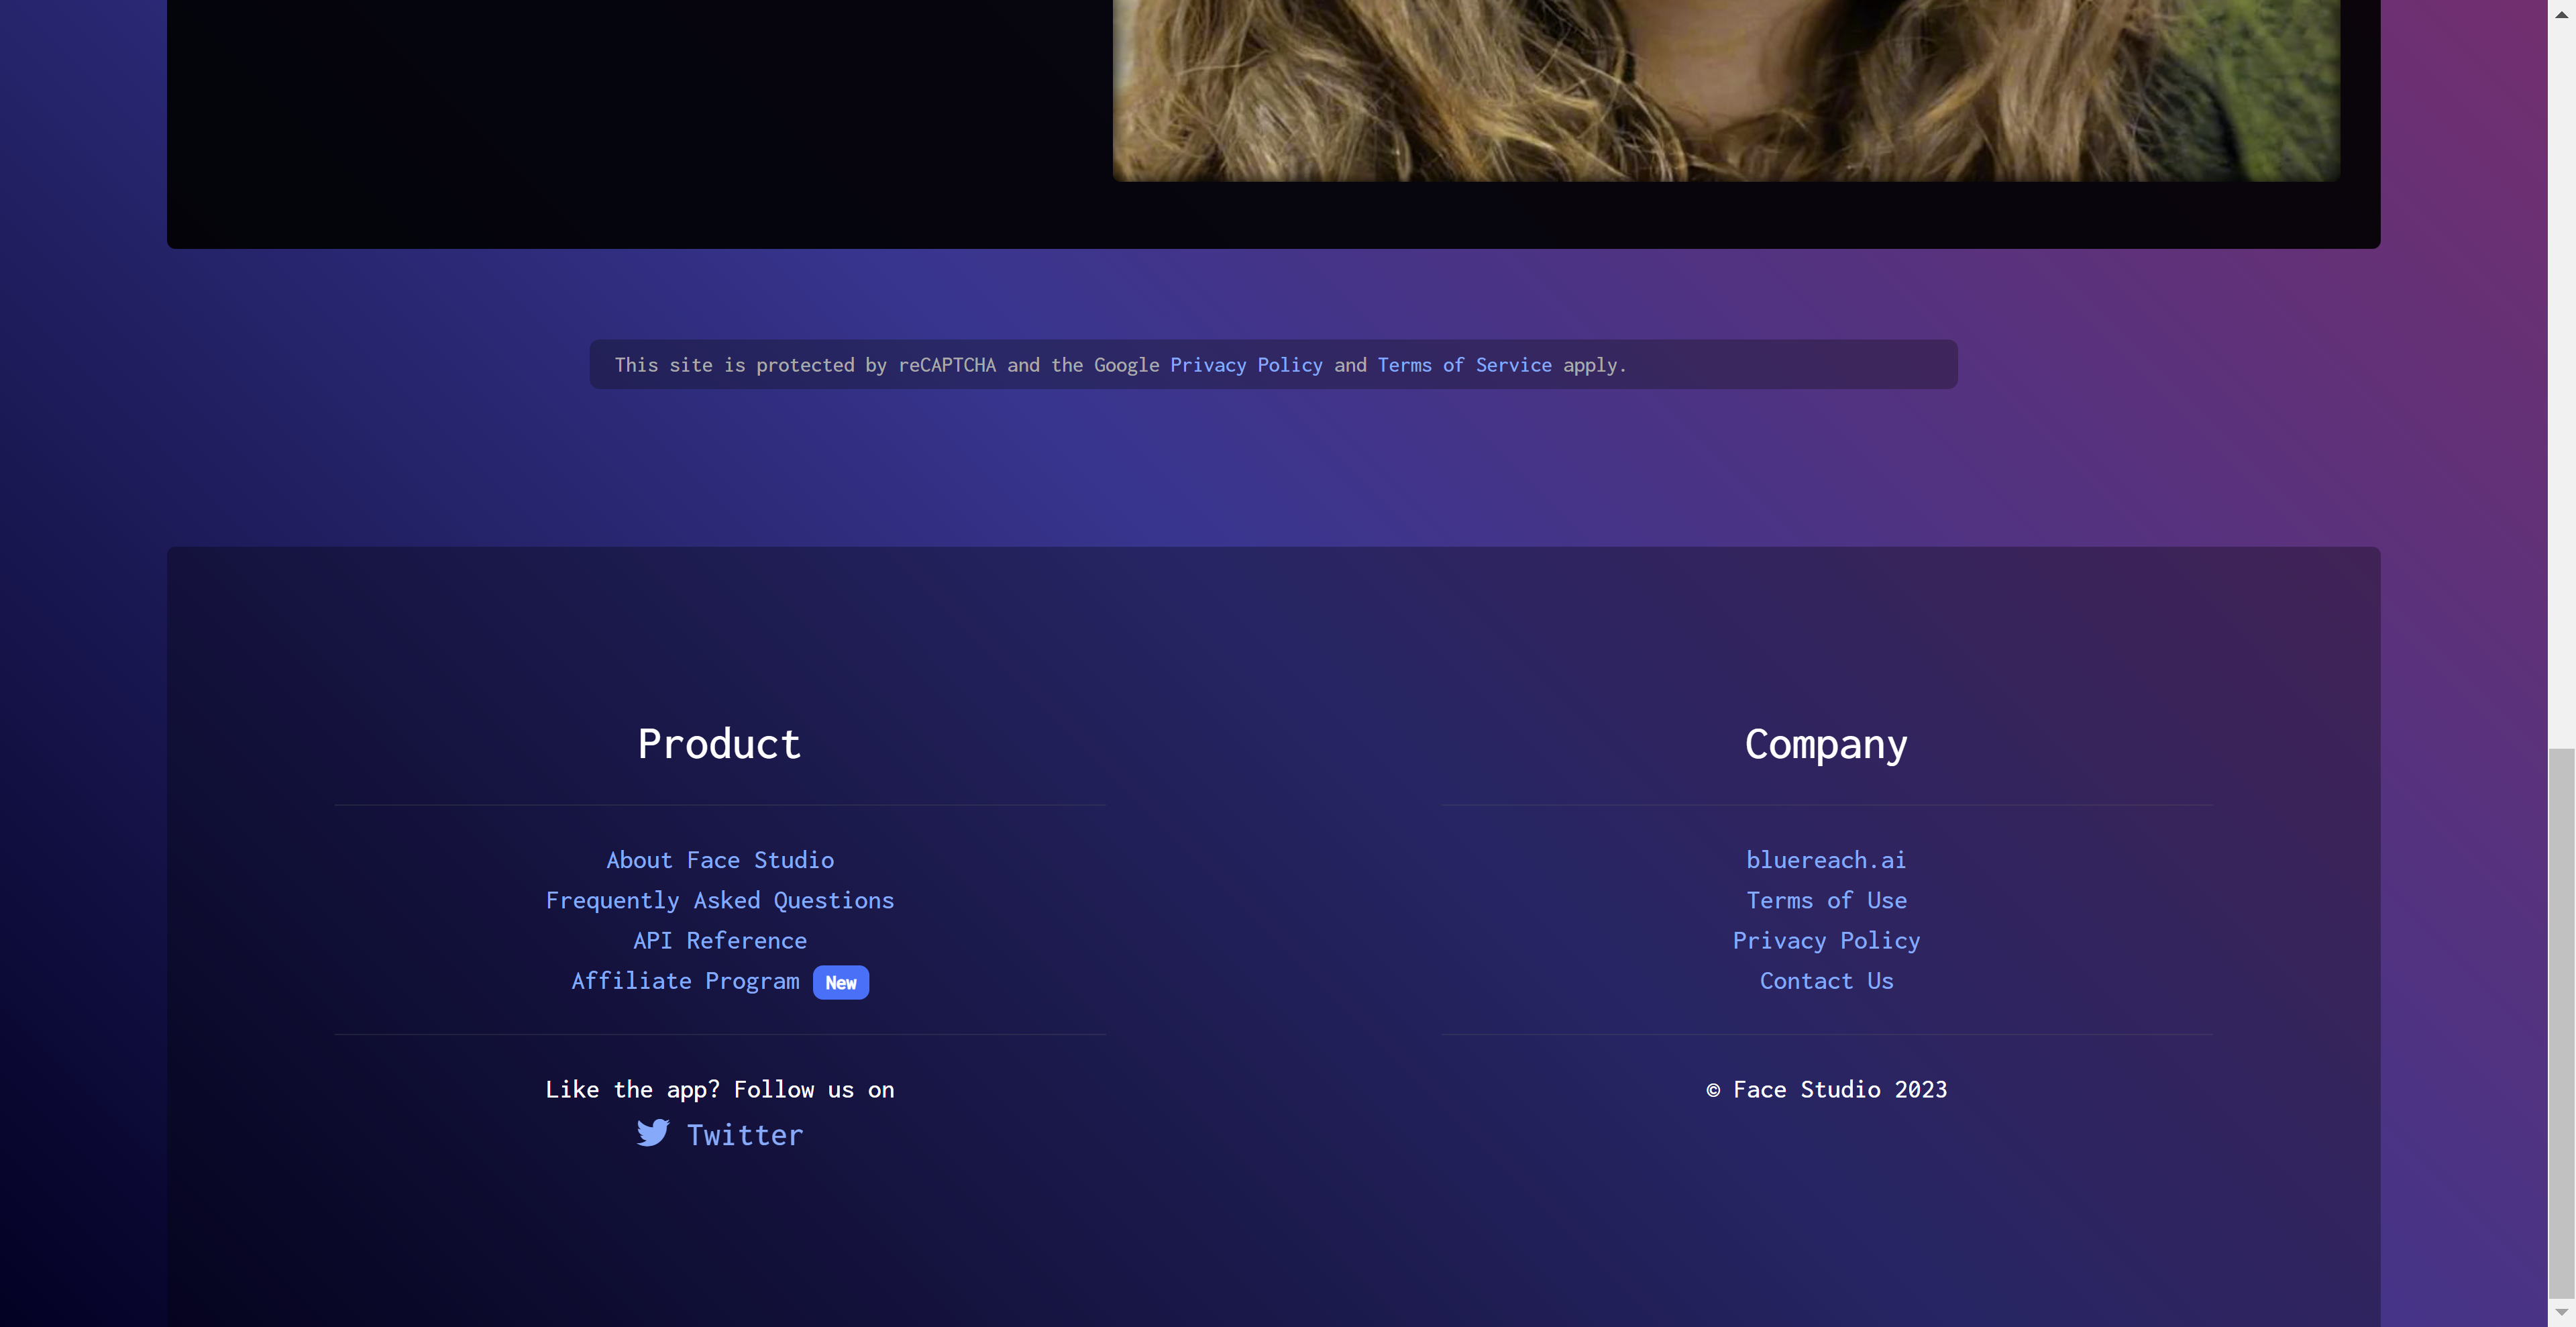 This site is protected by reCAPTCHA and the Google Privacy Policy and Terms of Service apply.
Product
About Face Studio
Frequently Asked Questions
API Reference
Affiliate Program New
Like the app? Follow us on
Twitter
Company
bluereach.ai
Terms of Use
Privacy Policy
Contact Us
© Face Studio 2023